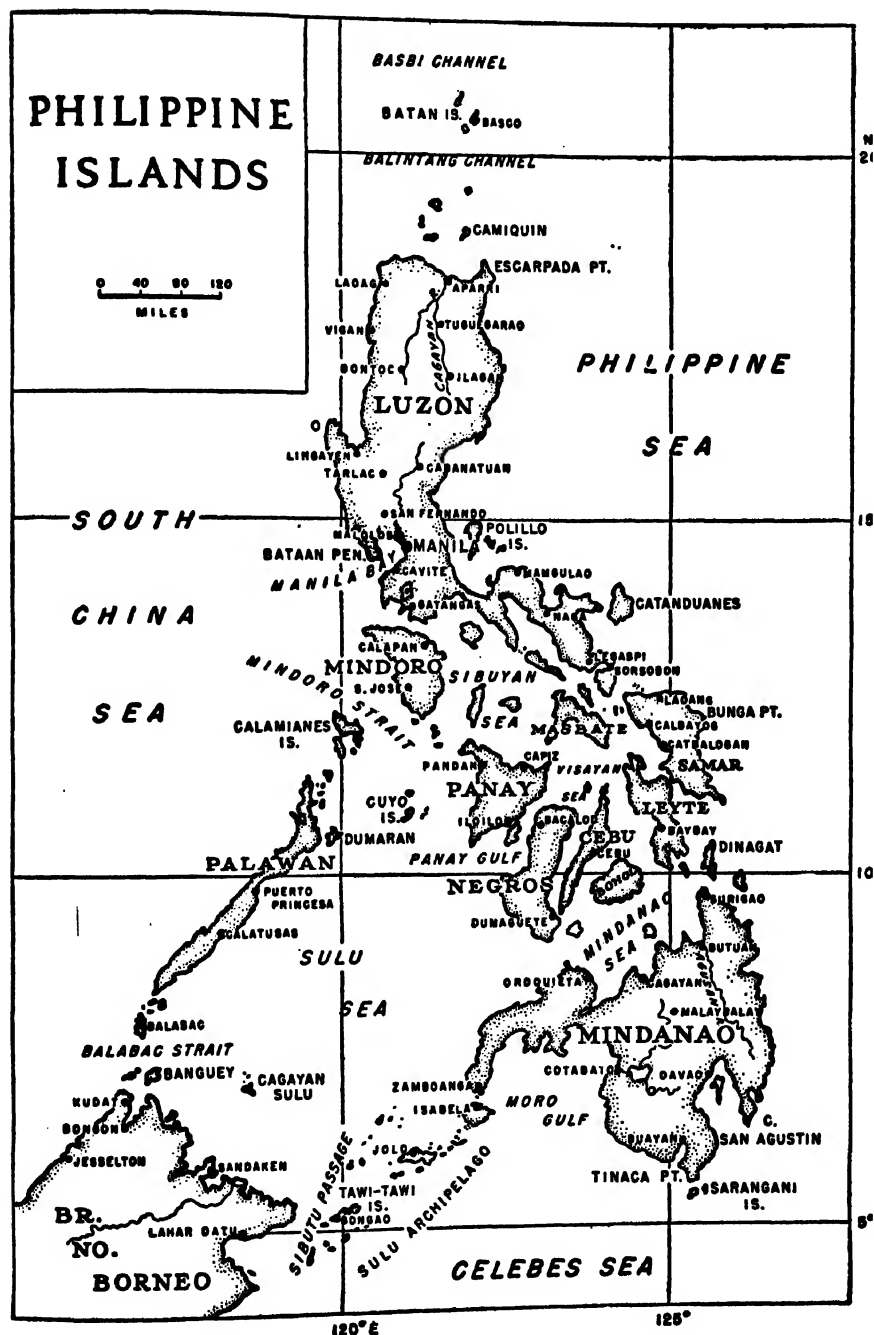 PHILIPPINE
ISLANDS
0 40 80 120
MILES
BASBI CHANNEL
BATAN IS.
BASCO
N
20
BALINTANG CHANNEL
CAMIQUIN
ESCARPADA PT.
LAOAG
APARRI
VIGAN
TUGUEGARAO
CAGAYAN
BONTOC
ILAGAN
LUZON
PHILIPPINE
SEA
LINGAYEN
TARLAC
CABANATUAN
SOUTH
CHINA
SEA
SAN FERNANDO
15
MALOLOS
POLILLO
IS.
BATAAN PEN.
MANILA
MANILA BAY
CAVITE
MAMBULAO
BATANGAS
NAGA
CATANDUANES
CALAPAN
MINDORO
LEGASPI
SORSOGON
MINDORO STRAIT
S. JOSE
SIBUYAN
SEA
LAOANG
BUNGA PT.
CALAMIANES
IS.
MASBATE
CALBAYOG
CATBALOGAN
SAMAR
PANDAN
CAPIZ
VISAYAN
SEA
PANAY
LEYTE
CUYO
IS.
ILOILO
BACALOD
CEBU
CEBU
BAYBAY
DINAGAT
DUMARAN
PALAWAN
PANAY GULF
10
NEGROS
BOHOL
SURIGAO
PUERTO
PRINCESA
DUMAGUETE
MINDANAO
SEA
BUTUAN
CALATUBAS
SULU
SEA
OROQUIETA
CAGAYAN
MALAYBALAY
BALABAC
MINDANAO
BALABAC STRAIT
BANGUEY
CAGAYAN
SULU
COTABATO
DAVAO
ZAMBOANGA
ISABELA
MORO
GULF
KUDAT
BONGON
C.
SAN AGUSTIN
JESSELTON
SANDAKEN
JOLO
BUAYAN
TINACA PT.
SARANGANI
IS.
TAWI-TAWI
IS.
BONGAO
SIBUTU PASSAGE
SULU ARCHIPELAGO
5°
BR.
NO.
BORNEO
LAHAR DATU
CELEBES SEA
120°E
125°